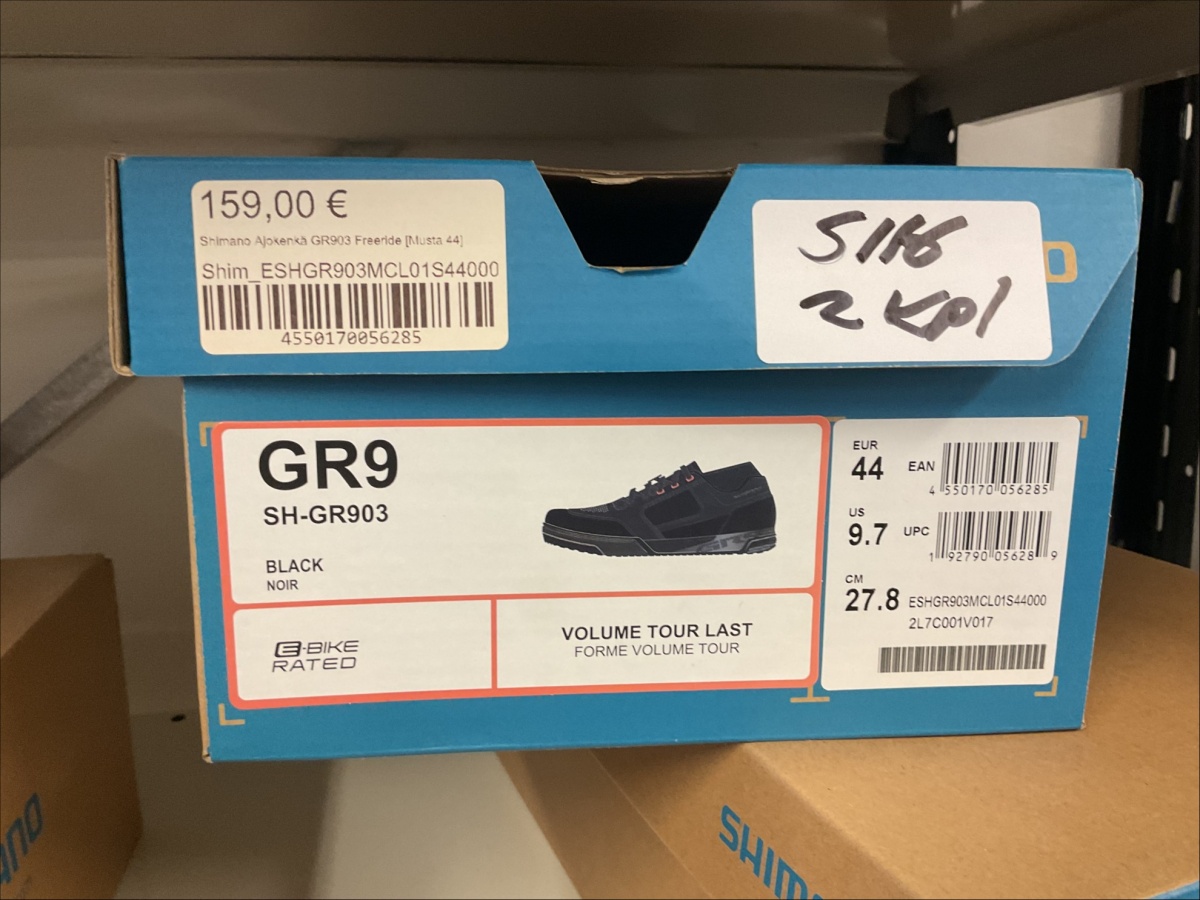 159,00 €
Shimano Ajokenkä GR903 Freeride [Musta 44]
Shim_ESHGR903MCL01S44000
4550170056285
2 KPl
O
GR9
SH-GR903
BLACK
NOIR
E-BIKE
RATED
VOLUME TOUR LAST
FORME VOLUME TOUR
EUR
44
EAN
4 550170 056285
US
9.7
UPC
1 92790 05628 9
CM
27.8
ESHGR903MCL01S44000
2L7C001V017
ANO
SHIM